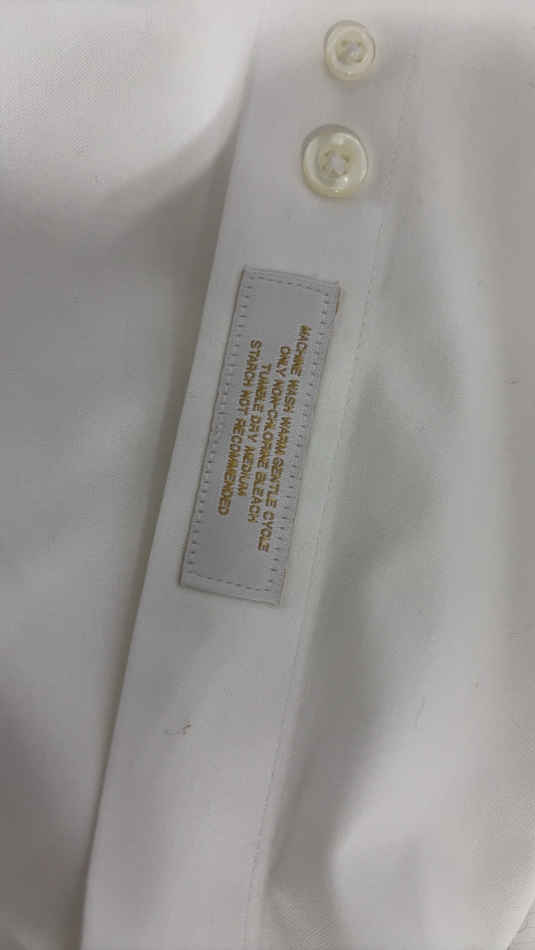 MACHINE WASH WARM GENTLE CYCLE
ONLY NON-CHLORINE BLEACH
TUMBLE DRY MEDIUM
STARCH NOT RECOMMENDED